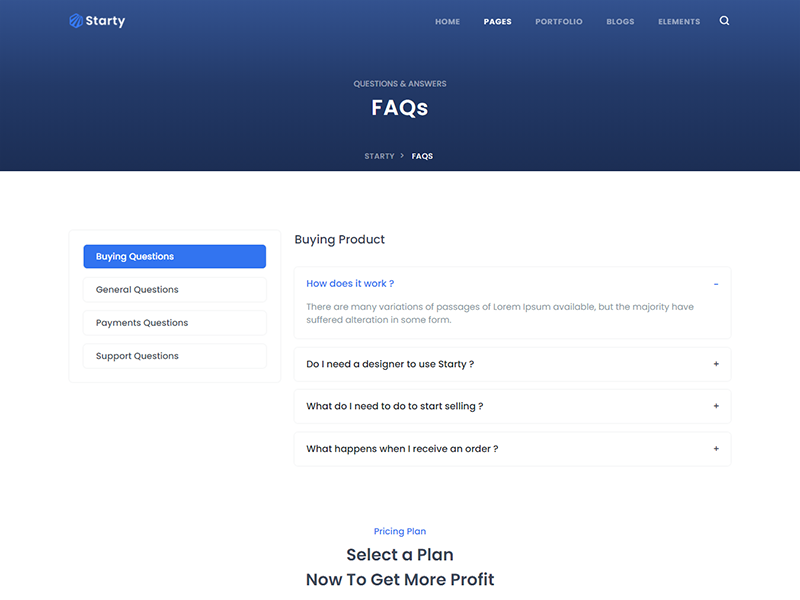 Starty
HOME PAGES PORTFOLIO BLOGS ELEMENTS
QUESTIONS & ANSWERS
FAQs
STARTY > FAQS
Buying Questions
General Questions
Payments Questions
Support Questions
Buying Product
How does it work ? -
There are many variations of passages of Lorem Ipsum available, but the majority have
suffered alteration in some form.
Do I need a designer to use Starty ? +
What do I need to do to start selling ? +
What happens when I receive an order ? +
Pricing Plan
Select a Plan
Now To Get More Profit